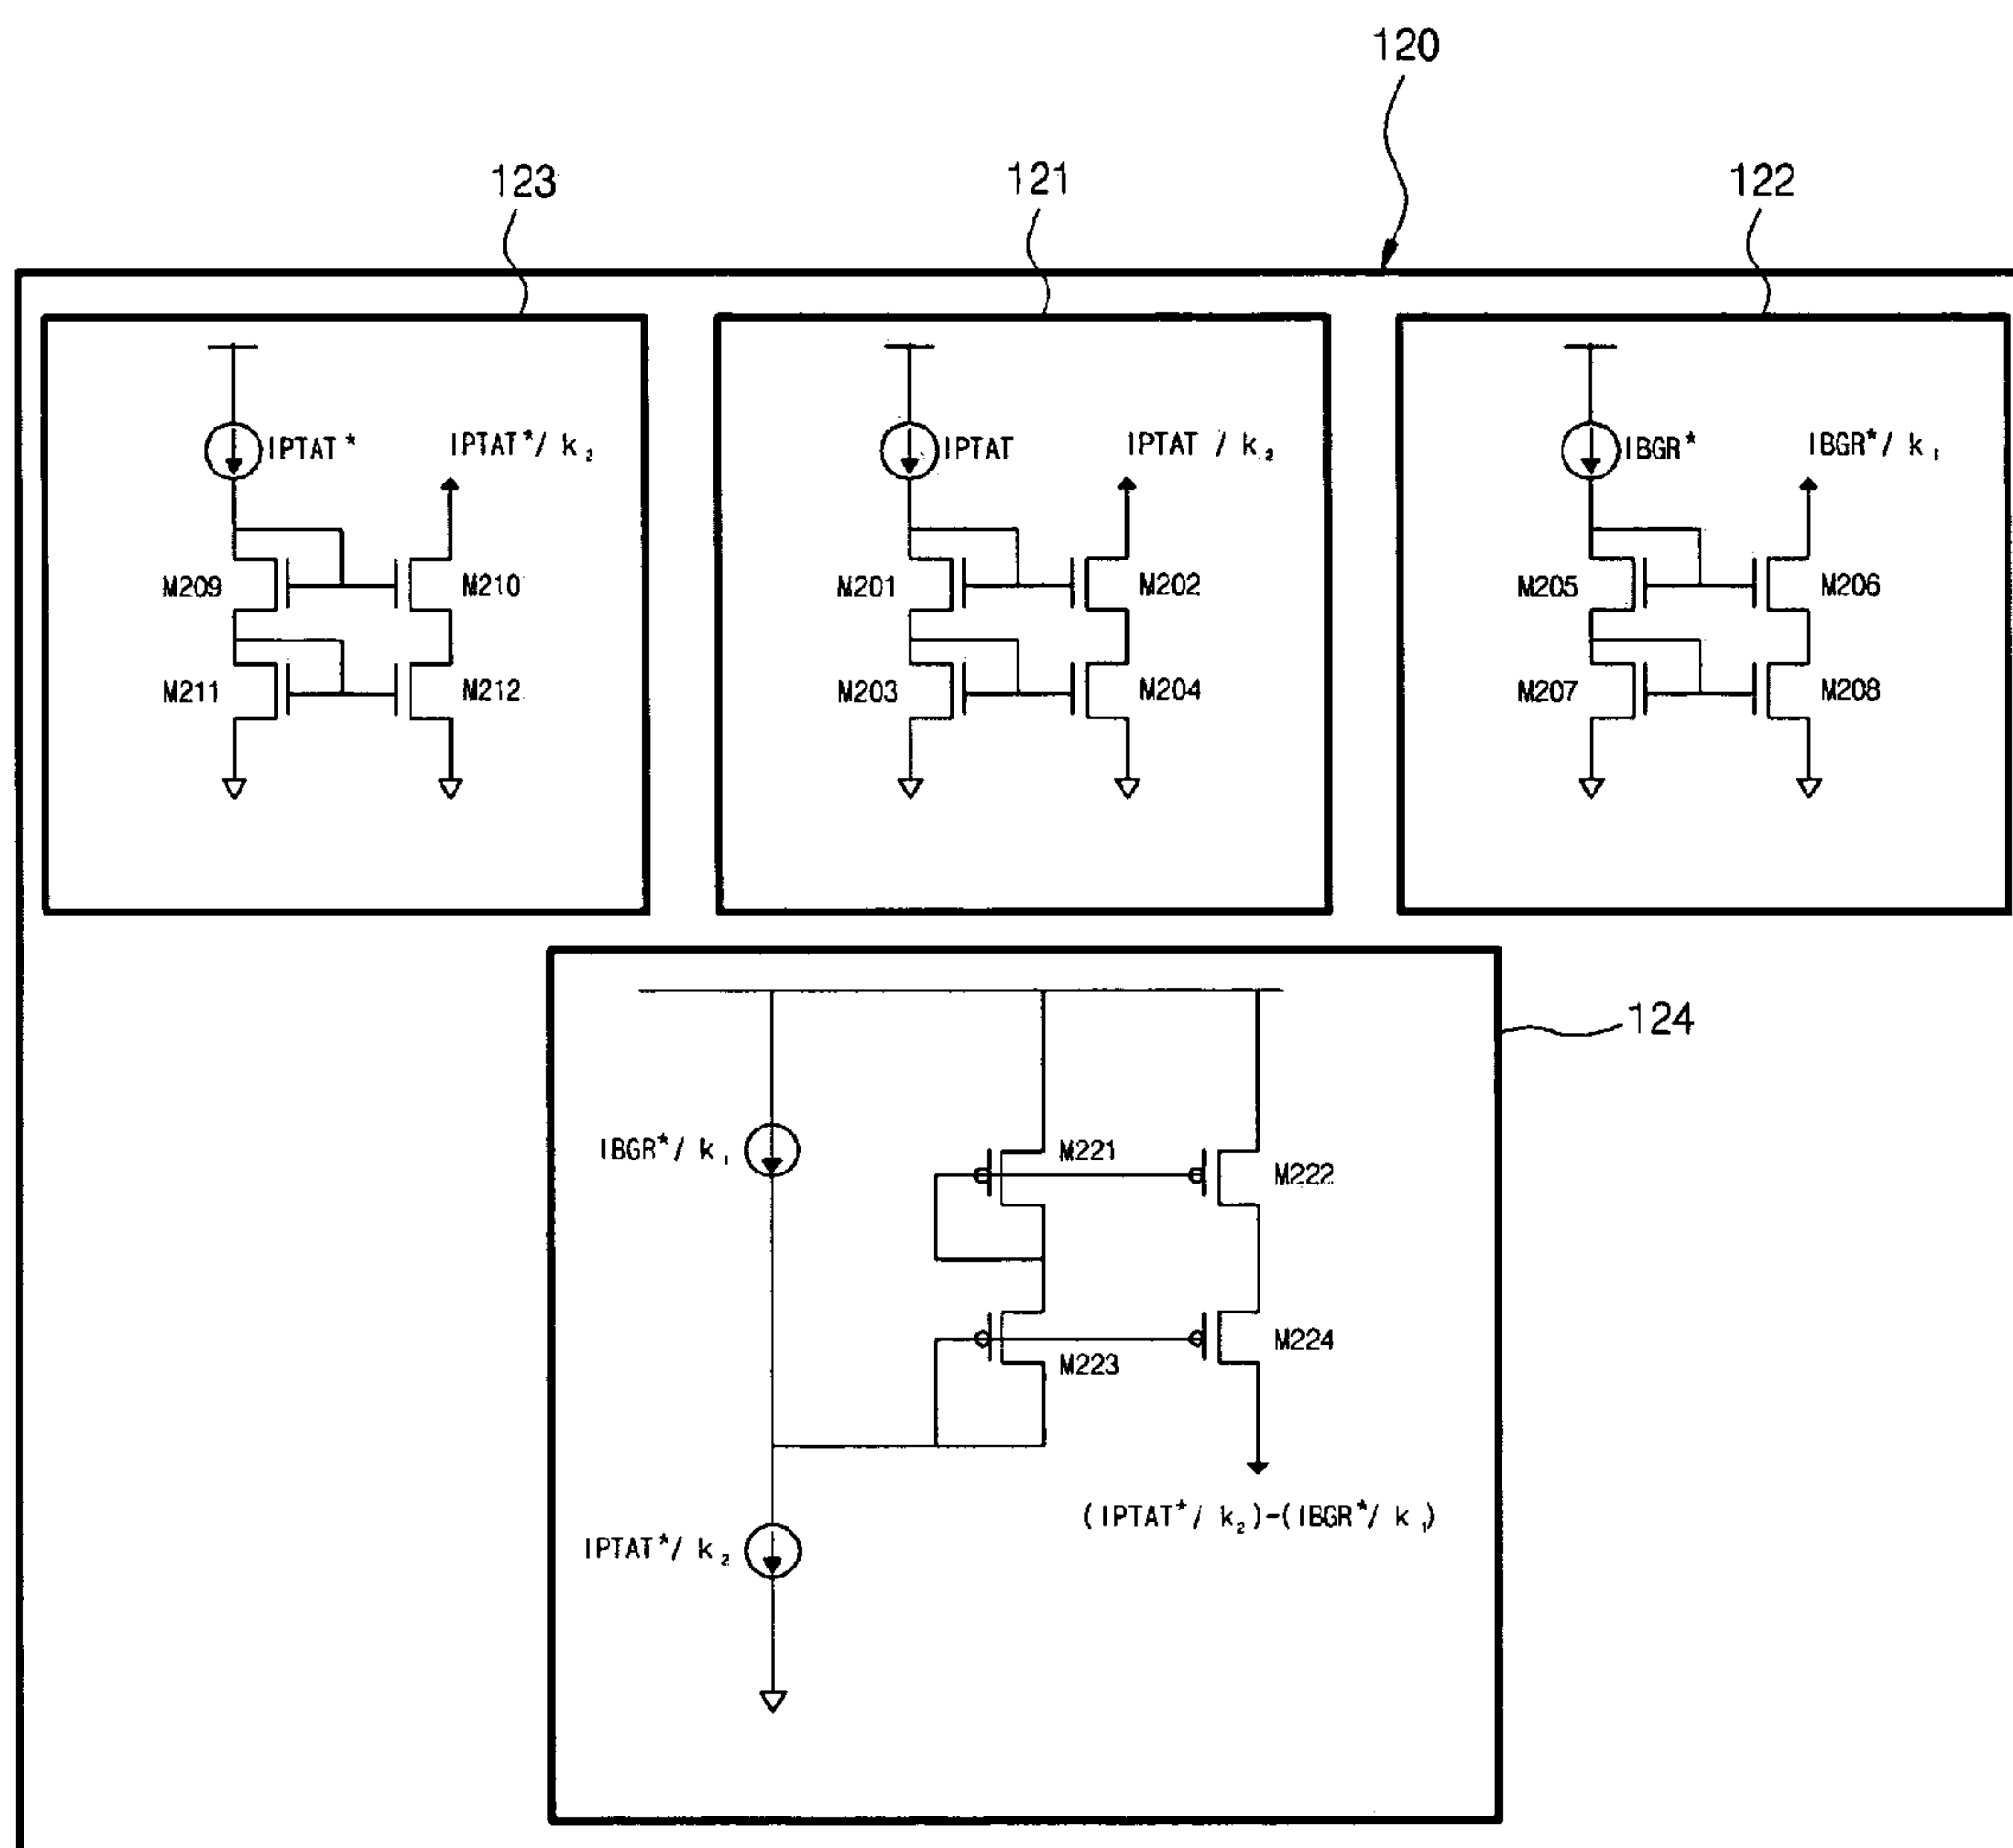 120
123
121
122
IPTAT*
IPTAT*/ k₂
IPTAT
IPTAT / k₂
IBGR*
IBGR*/ k₁
M209
M210
M201
M202
M205
M206
M211
M212
M203
M204
M207
M208
124
IBGR*/ k₁
M221
M222
M223
M224
(IPTAT*/ k₂)-(IBGR*/ k₁)
IPTAT*/ k₂